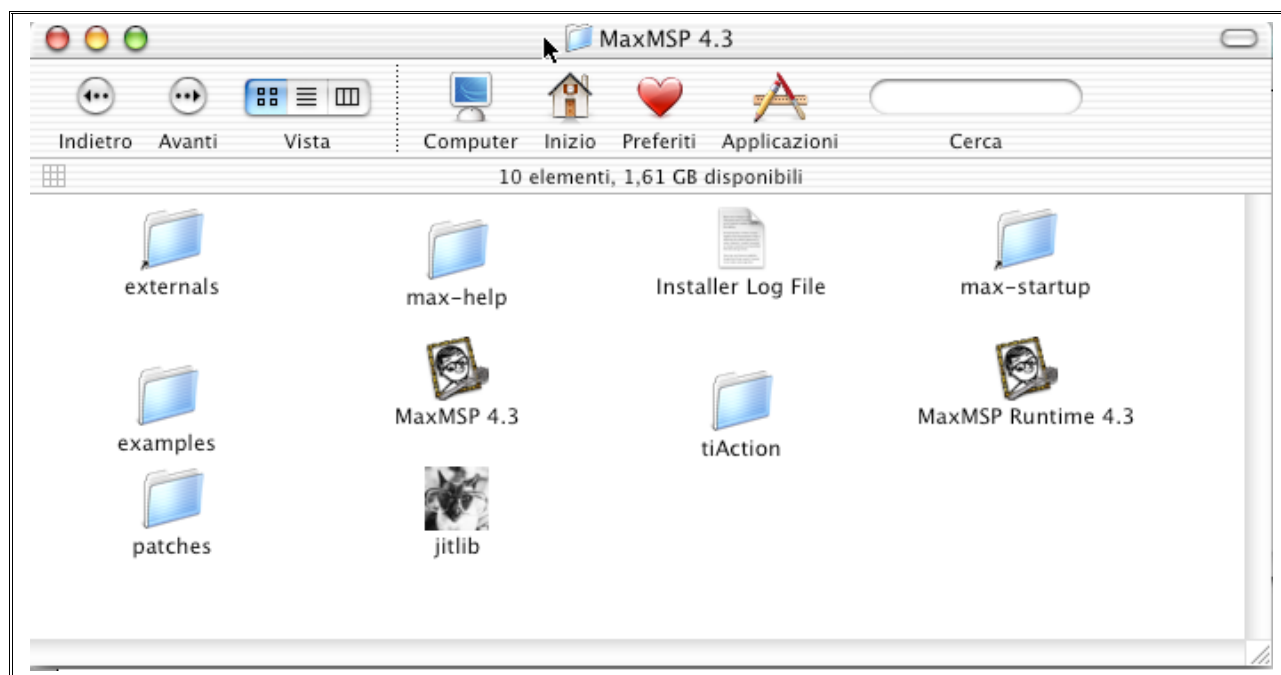 MaxMSP 4.3
Indietro Avanti Vista Computer Inizio Preferiti Applicazioni Cerca
10 elementi, 1,61 GB disponibili
externals max-help Installer Log File max-startup
examples MaxMSP 4.3 tiAction MaxMSP Runtime 4.3
patches jitlib